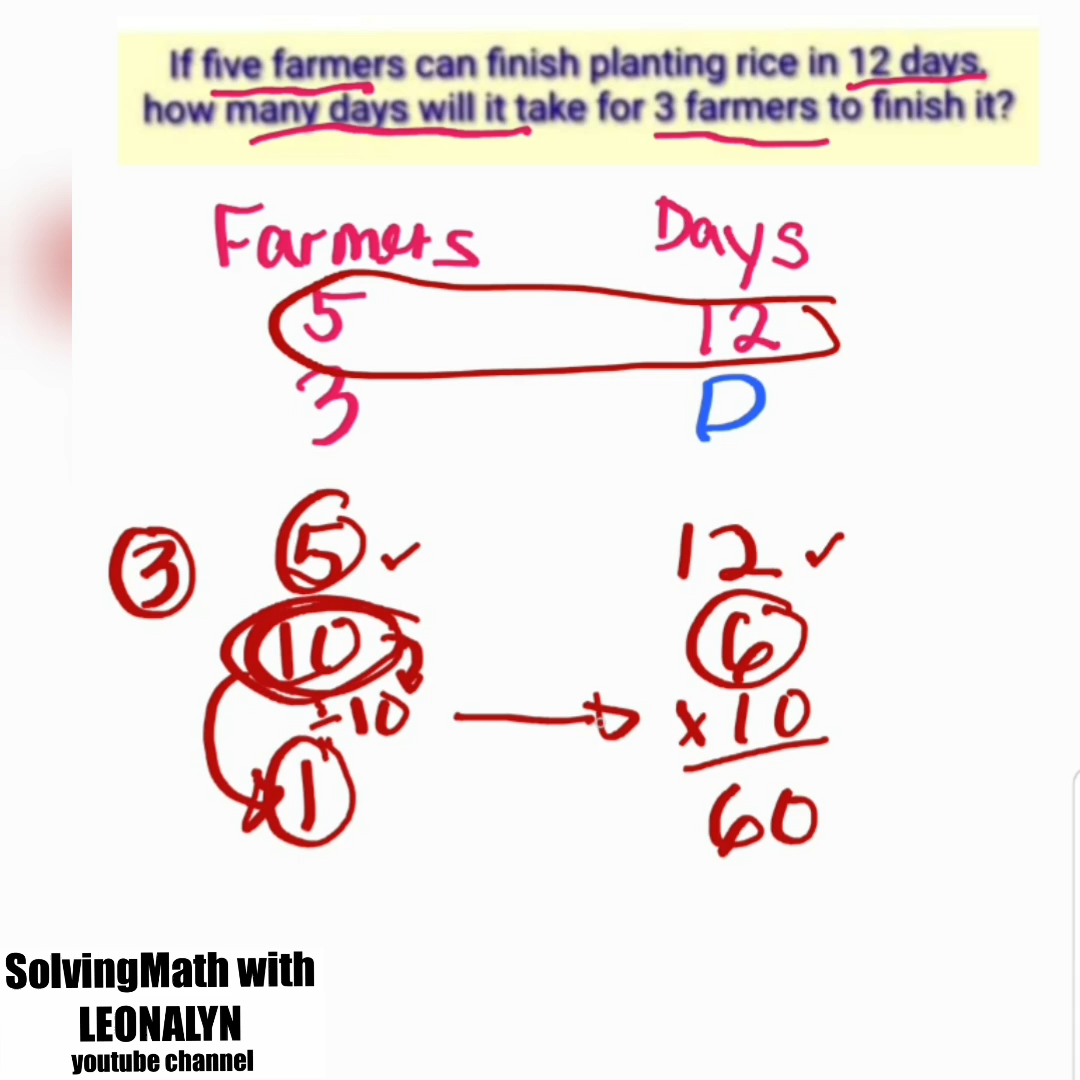 If five farmers can finish planting rice in 12 days,
how many days will it take for 3 farmers to finish it?
Farmers Days
5 12
3 D
3 5 ✓ 12 ✓
10 6
÷10 x10
1 60
SolvingMath with
LEONALYN
youtube channel